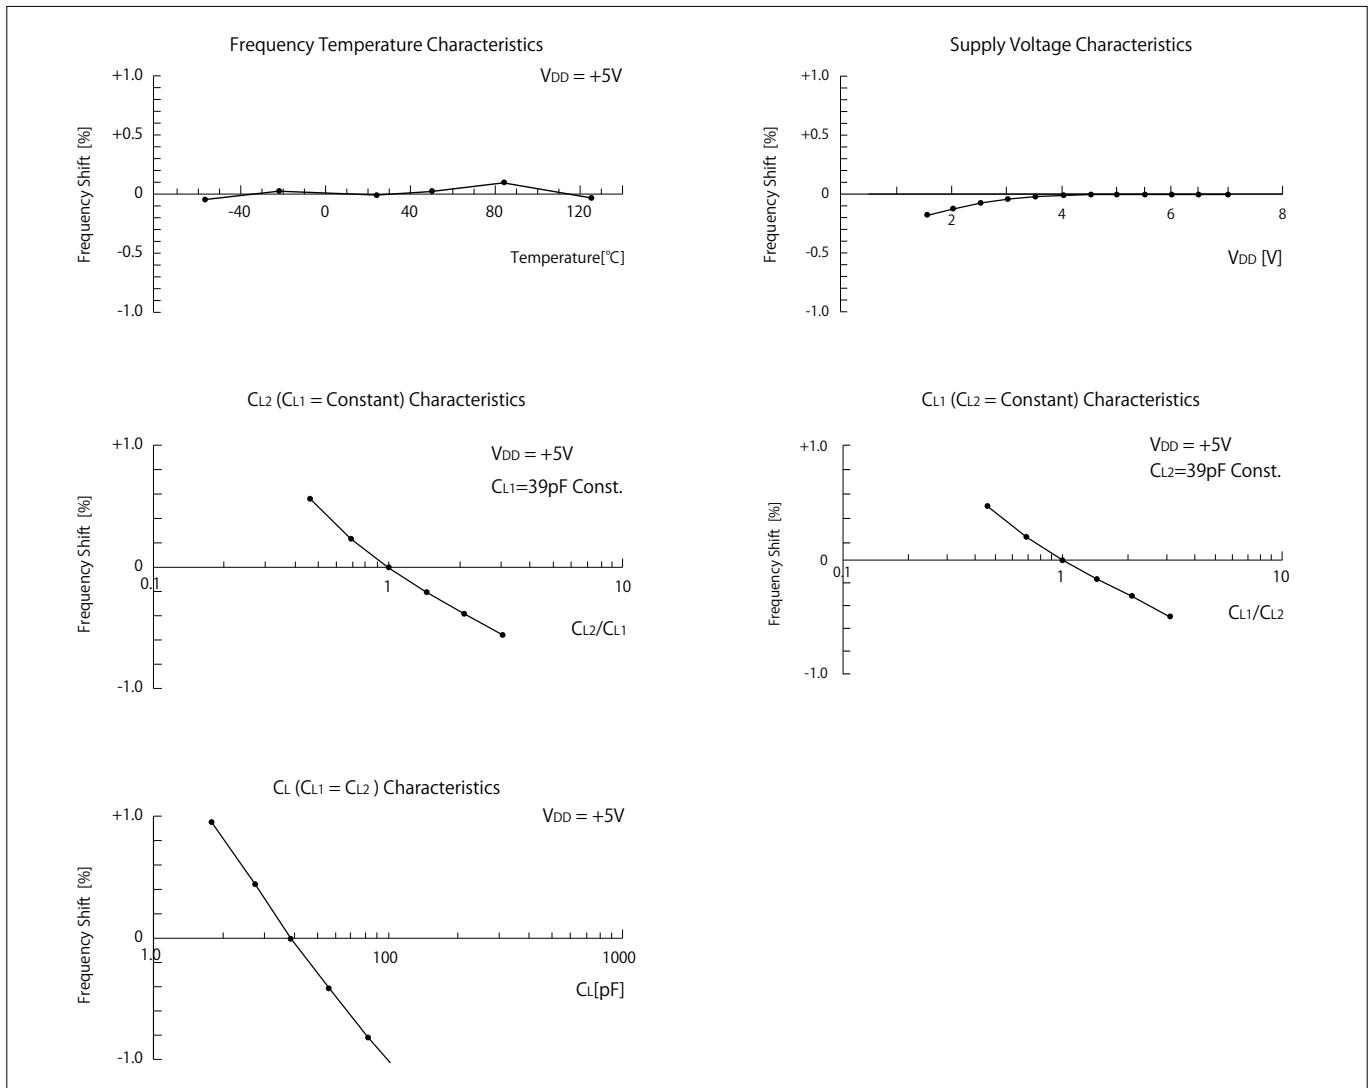 Frequency Temperature Characteristics
VDD = +5V
+1.0
+0.5
0
-0.5
-1.0
Frequency Shift [%]
-40 0 40 80 120
Temperature[℃]
Supply Voltage Characteristics
+1.0
+0.5
0
-0.5
-1.0
Frequency Shift [%]
2 4 6 8
VDD [V]
CL2 (CL1 = Constant) Characteristics
VDD = +5V
CL1=39pF Const.
+1.0
0
-1.0
Frequency Shift [%]
0.1 1 10
CL2/CL1
CL1 (CL2 = Constant) Characteristics
VDD = +5V
CL2=39pF Const.
+1.0
0
-1.0
Frequency Shift [%]
0.1 1 10
CL1/CL2
CL (CL1 = CL2 ) Characteristics
VDD = +5V
+1.0
0
-1.0
Frequency Shift [%]
1.0 100 1000
CL[pF]